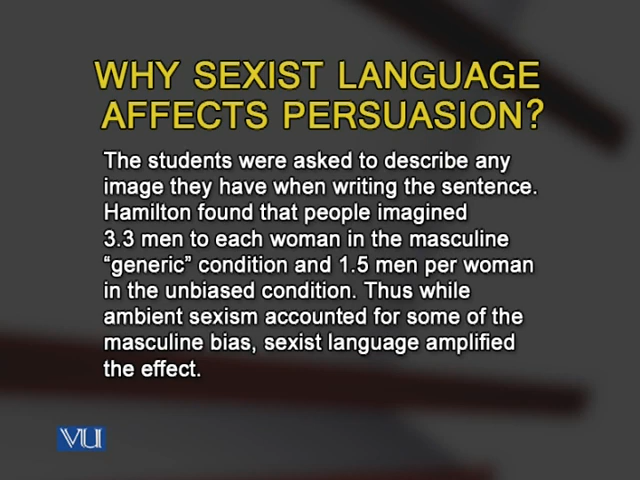 WHY SEXIST LANGUAGE
AFFECTS PERSUASION?
The students were asked to describe any
image they have when writing the sentence.
Hamilton found that people imagined
3.3 men to each woman in the masculine
“generic” condition and 1.5 men per woman
in the unbiased condition. Thus while
ambient sexism accounted for some of the
masculine bias, sexist language amplified
the effect.
VU